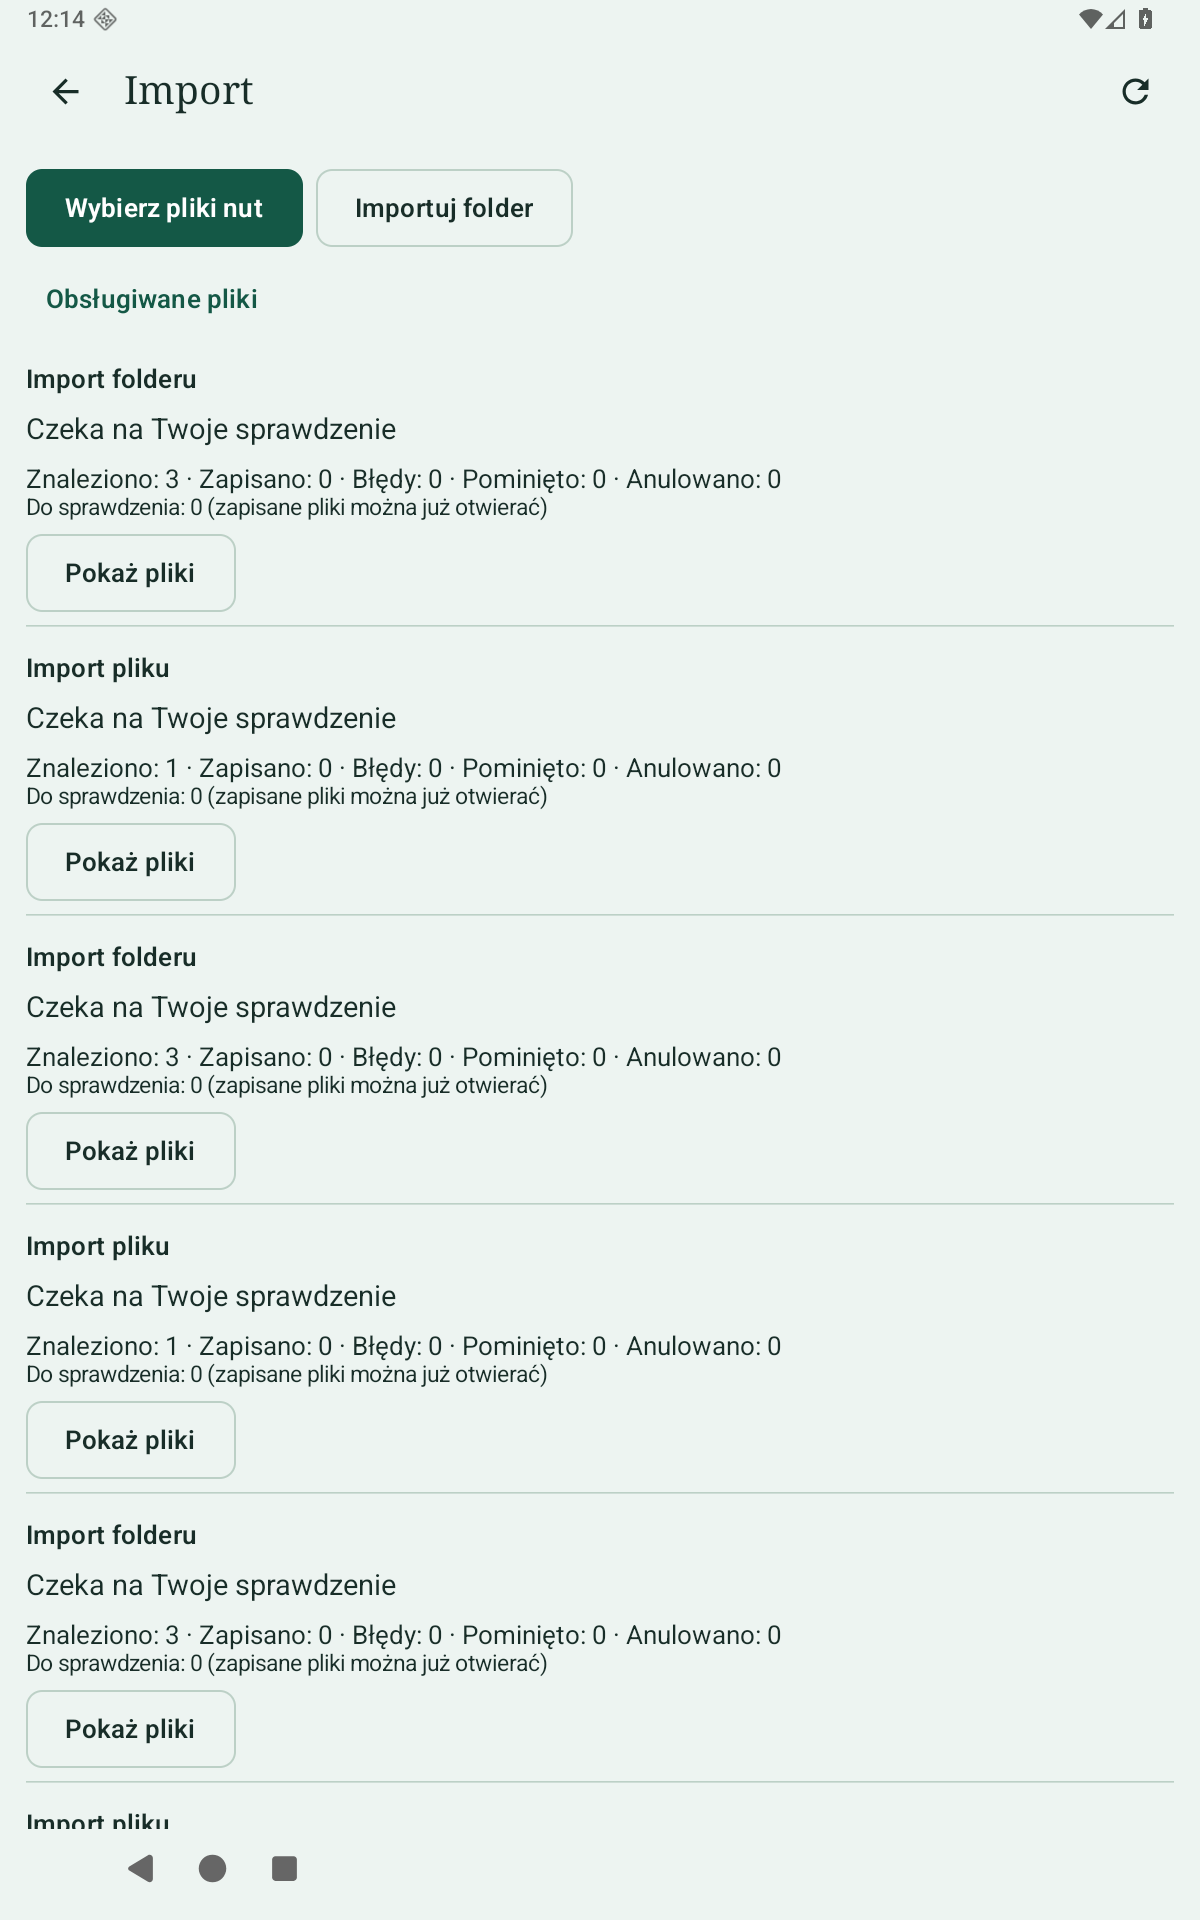 12:14
Import
Wybierz pliki nut
Importuj folder
Obsługiwane pliki
Import folderu
Czeka na Twoje sprawdzenie
Znaleziono: 3 · Zapisano: 0 · Błędy: 0 · Pominięto: 0 · Anulowano: 0
Do sprawdzenia: 0 (zapisane pliki można już otwierać)
Pokaż pliki
Import pliku
Czeka na Twoje sprawdzenie
Znaleziono: 1 · Zapisano: 0 · Błędy: 0 · Pominięto: 0 · Anulowano: 0
Do sprawdzenia: 0 (zapisane pliki można już otwierać)
Pokaż pliki
Import folderu
Czeka na Twoje sprawdzenie
Znaleziono: 3 · Zapisano: 0 · Błędy: 0 · Pominięto: 0 · Anulowano: 0
Do sprawdzenia: 0 (zapisane pliki można już otwierać)
Pokaż pliki
Import pliku
Czeka na Twoje sprawdzenie
Znaleziono: 1 · Zapisano: 0 · Błędy: 0 · Pominięto: 0 · Anulowano: 0
Do sprawdzenia: 0 (zapisane pliki można już otwierać)
Pokaż pliki
Import folderu
Czeka na Twoje sprawdzenie
Znaleziono: 3 · Zapisano: 0 · Błędy: 0 · Pominięto: 0 · Anulowano: 0
Do sprawdzenia: 0 (zapisane pliki można już otwierać)
Pokaż pliki
Import pliku